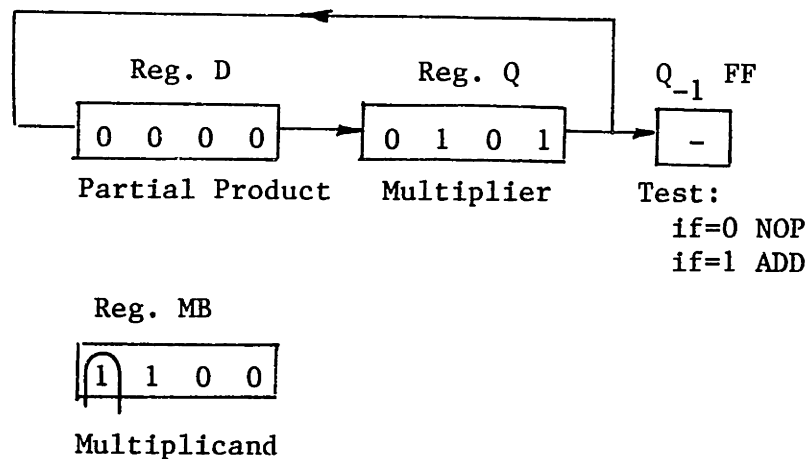 Reg. D Reg. Q Q-1 FF
0 0 0 0 0 1 0 1 -
Partial Product Multiplier Test:
if=0 NOP
if=1 ADD
Reg. MB
1 1 0 0
Multiplicand